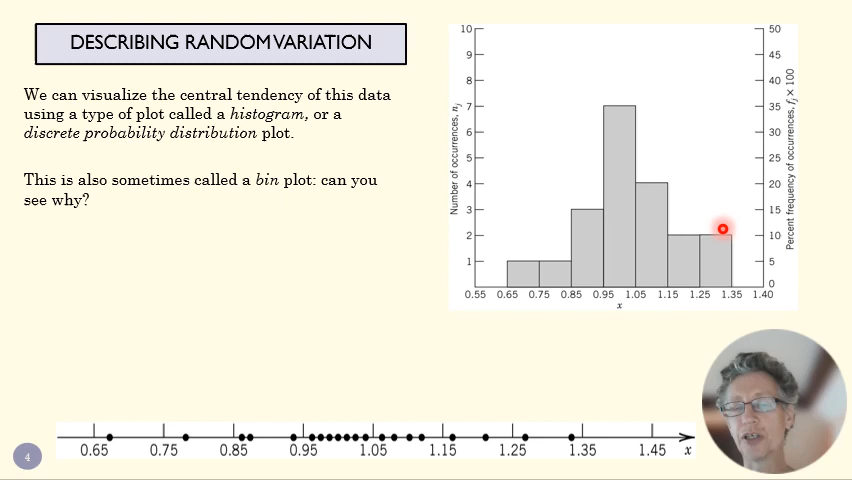 DESCRIBING RANDOM VARIATION
We can visualize the central tendency of this data
using a type of plot called a histogram, or a
discrete probability distribution plot.
This is also sometimes called a bin plot: can you
see why?
Number of occurrences, nj
10
9
8
7
6
5
4
3
2
1
0.55 0.65 0.75 0.85 0.95 1.05 1.15 1.25 1.35 1.40
x
50
45
40
35
30
25
20
15
10
5
0
Percent frequency of occurrences, fj × 100
0.65 0.75 0.85 0.95 1.05 1.15 1.25 1.35 1.45 x
4